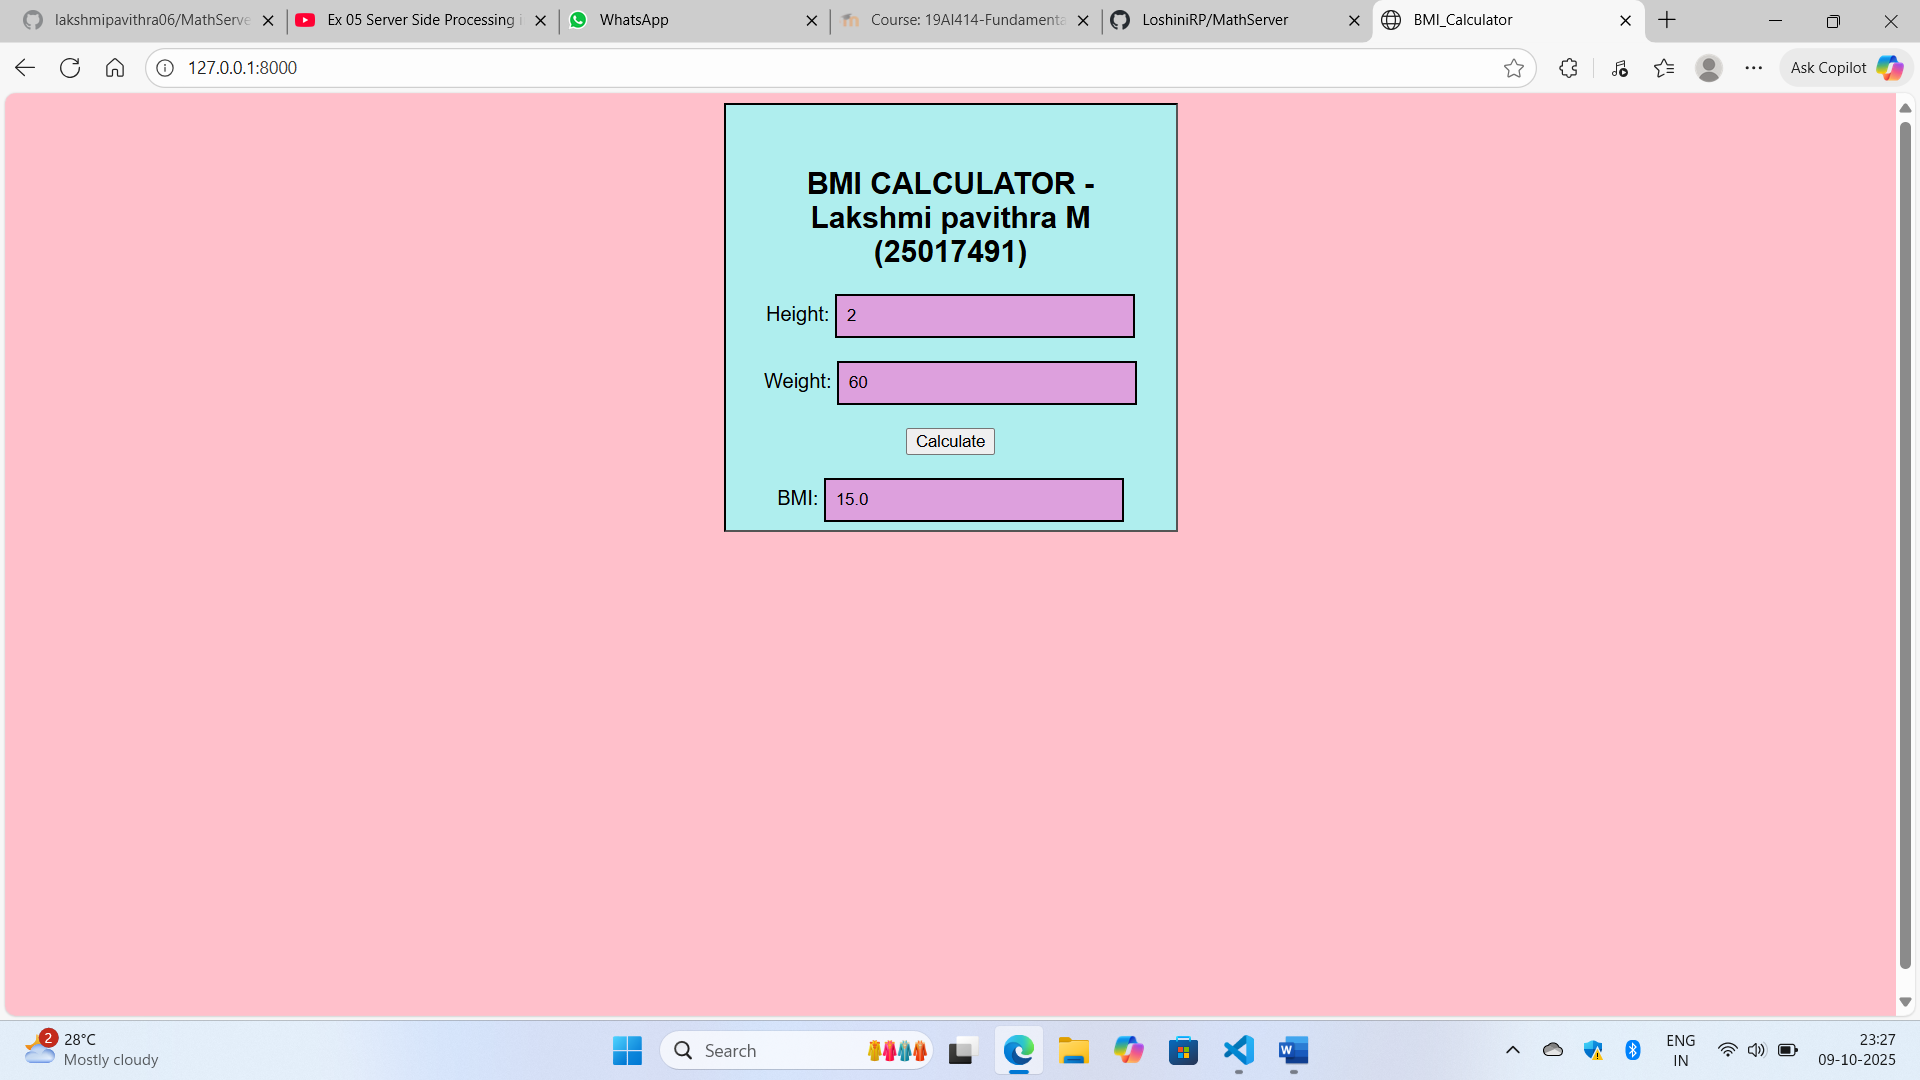 lakshmipavithra06/MathServe
Ex 05 Server Side Processing i
WhatsApp
Course: 19AI414-Fundamenta
LoshiniRP/MathServer
BMI_Calculator
127.0.0.1:8000
Ask Copilot
BMI CALCULATOR -
Lakshmi pavithra M
(25017491)
Height: 2
Weight: 60
Calculate
BMI: 15.0
2
28°C
Mostly cloudy
Search
W
ENG
IN
23:27
09-10-2025